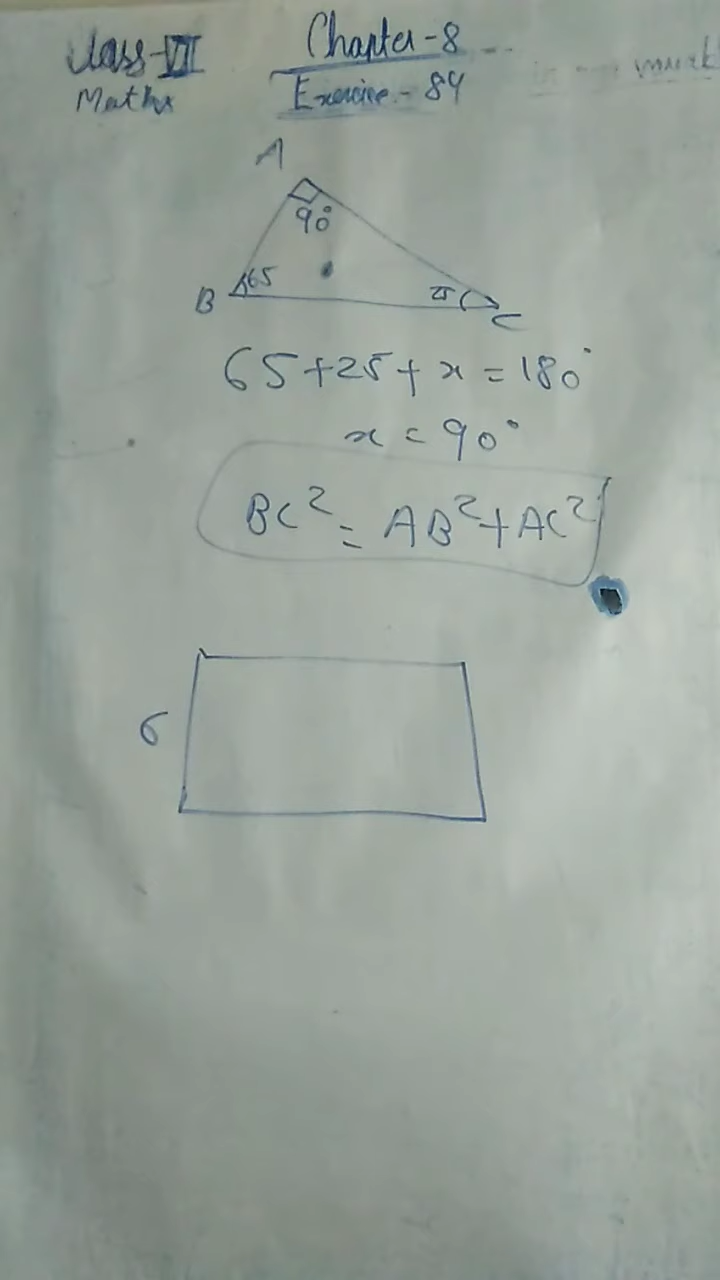 Class-VII Chapter-8
Maths Exercise-84
A
90°
B 65 25 C
65+25+x=180°
x=90°
BC²=AB²+AC²
6